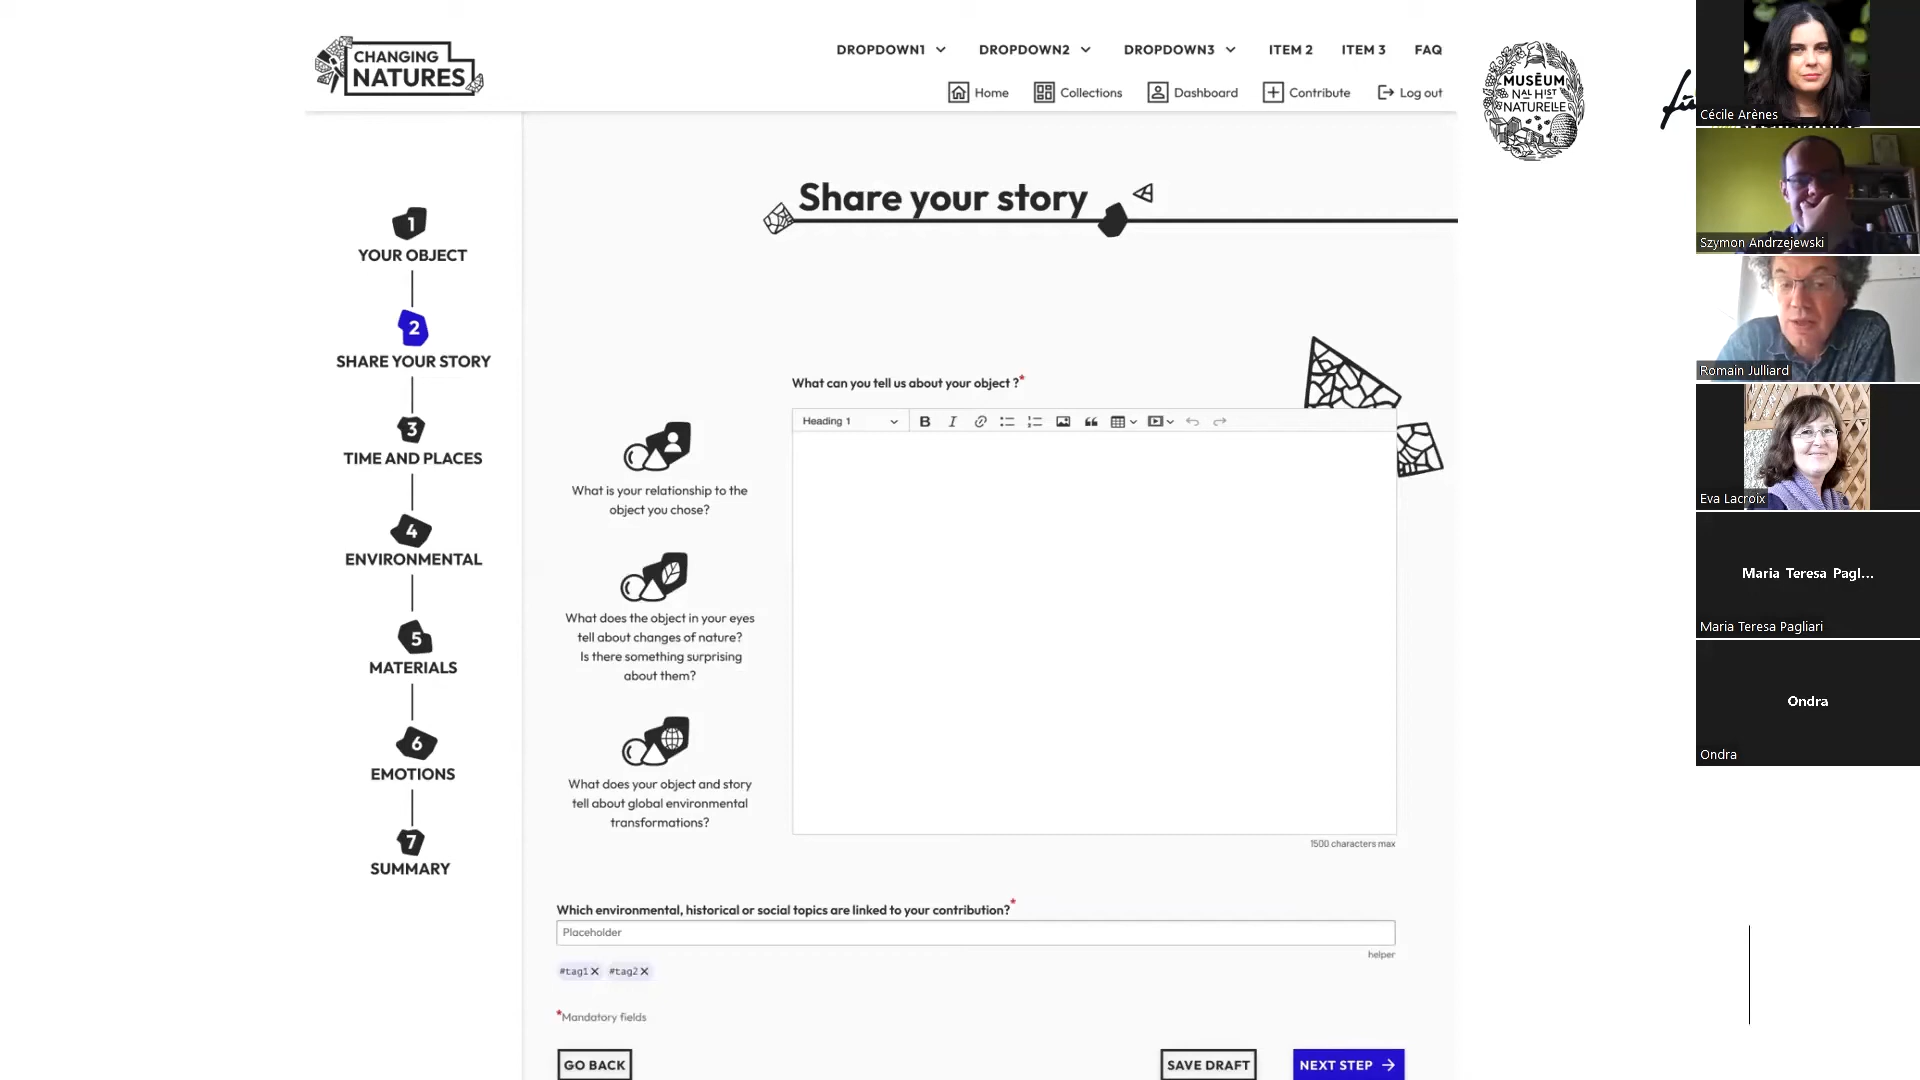 CHANGING
NATURES
DROPDOWN1
DROPDOWN2
DROPDOWN3
ITEM 2
ITEM 3
FAQ
Home
Collections
Dashboard
Contribute
Log out
MUSĒUM
NAL HIST
NATURELLE
1
YOUR OBJECT
2
SHARE YOUR STORY
3
TIME AND PLACES
4
ENVIRONMENTAL
5
MATERIALS
6
EMOTIONS
7
SUMMARY
Share your story
What is your relationship to the
object you chose?
What does the object in your eyes
tell about changes of nature?
Is there something surprising
about them?
What does your object and story
tell about global environmental
transformations?
What can you tell us about your object ?*
Heading 1
B I
1500 characters max
Which environmental, historical or social topics are linked to your contribution?*
Placeholder
helper
#tag1 #tag2
*Mandatory fields
GO BACK
SAVE DRAFT
NEXT STEP
Cécile Arènes
Szymon Andrzejewski
Romain Julliard
Eva Lacroix
Maria Teresa Pagl...
Maria Teresa Pagliari
Ondra
Ondra